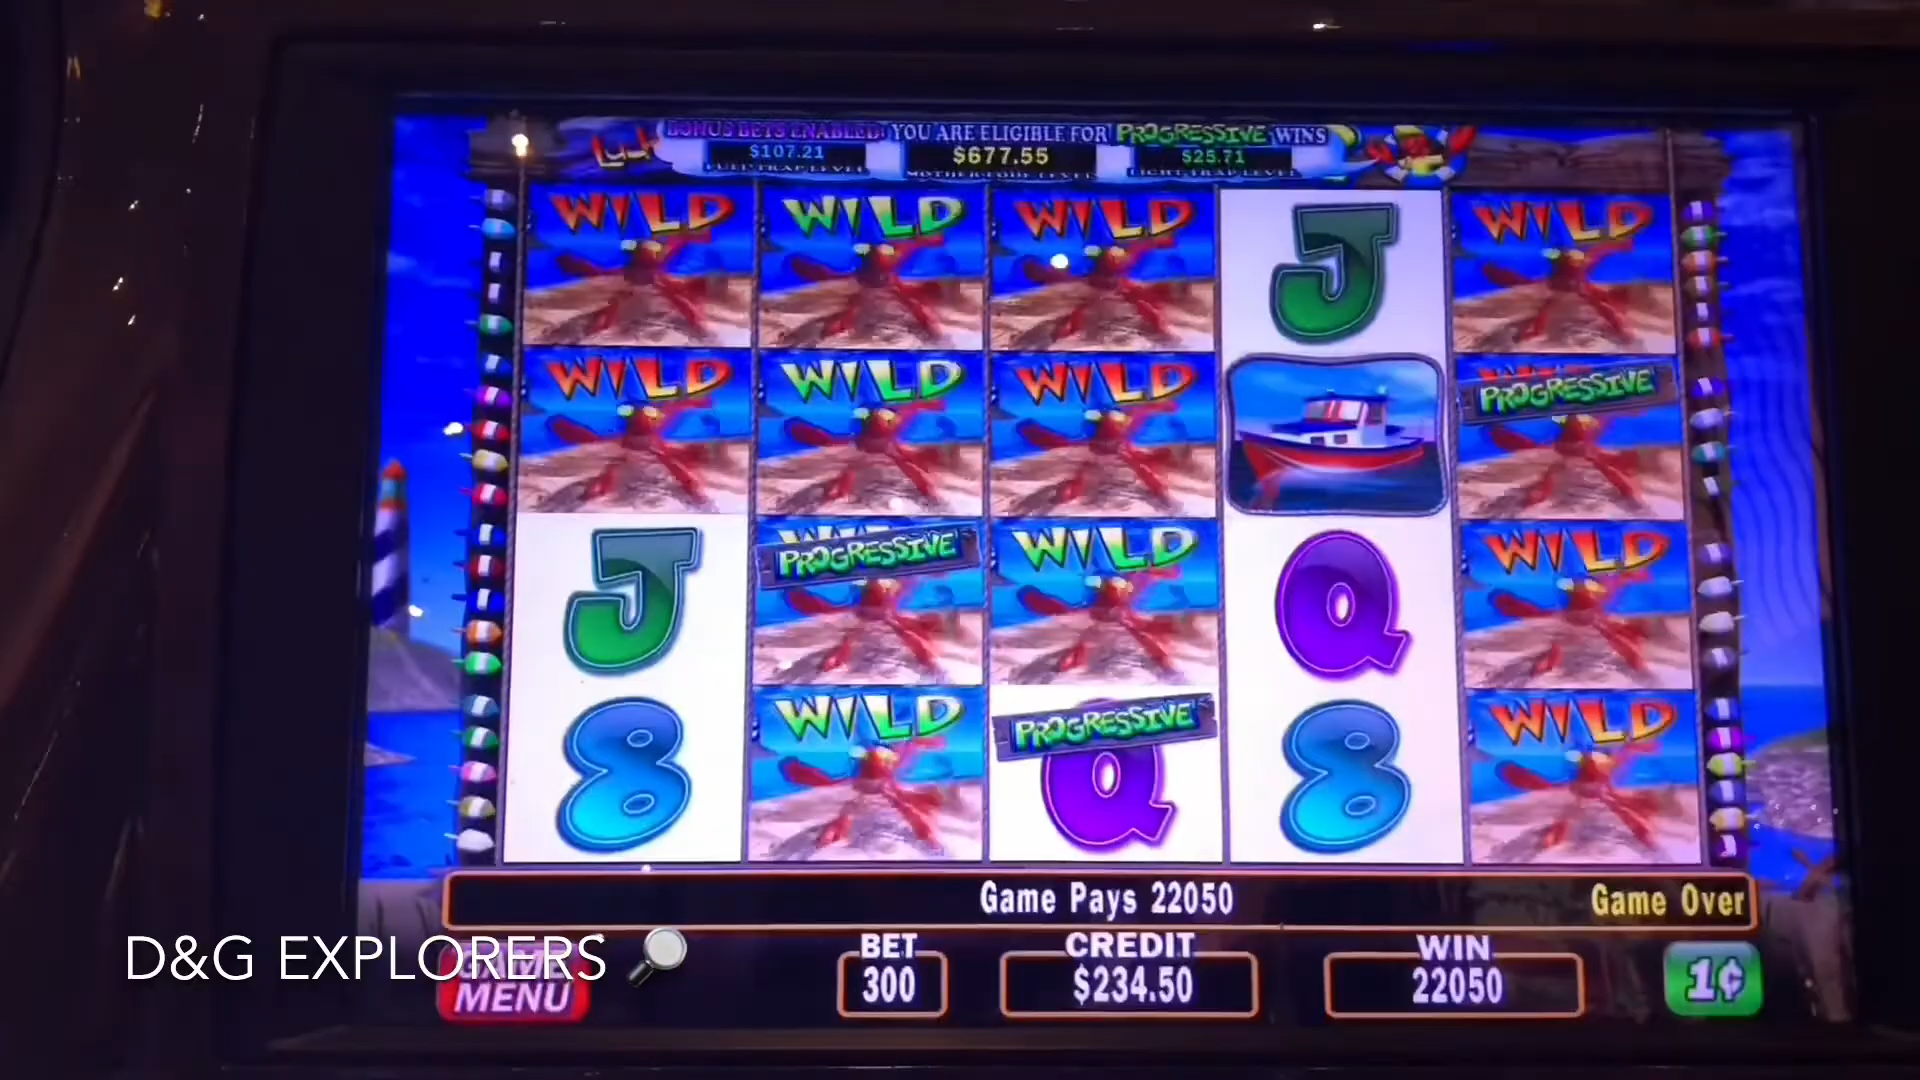 BONUS BETS ENABLED! YOU ARE ELIGIBLE FOR PROGRESSIVE WINS
$107.21 $677.55 $25.71
WILD WILD WILD J WILD
WILD WILD WILD PROGRESSIVE
J PROGRESSIVE WILD Q WILD
8 WILD PROGRESSIVE Q 8 WILD
Game Pays 22050 Game Over
D&G EXPLORERS
GAME MENU
BET CREDIT WIN
300 $234.50 22050 1¢